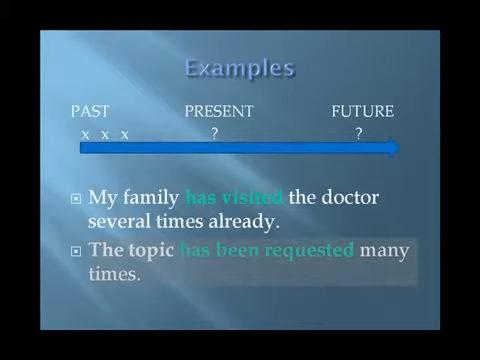 Examples
PAST PRESENT FUTURE
x x x ? ?
My family has visited the doctor
several times already.
The topic has been requested many
times.